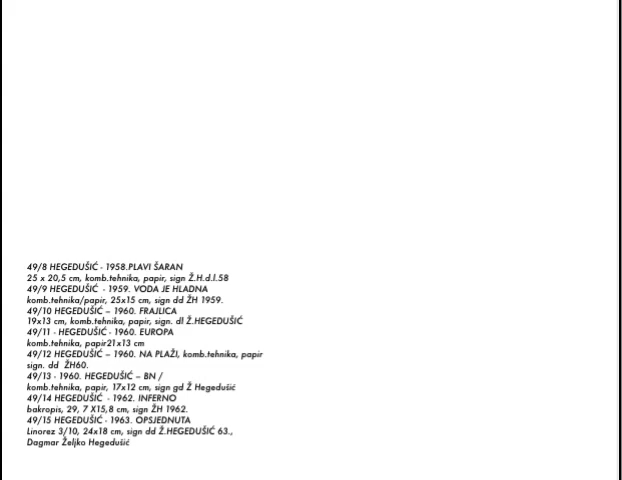 49/8 HEGEDUŠIĆ - 1958.PLAVI ŠARAN
25 x 20,5 cm, komb.tehnika, papir, sign Ž.H.d.l.58
49/9 HEGEDUŠIĆ  - 1959. VODA JE HLADNA
komb.tehnika/papir, 25x15 cm, sign dd ŽH 1959.
49/10 HEGEDUŠIĆ – 1960. FRAJLICA
19x13 cm, komb.tehnika, papir, sign. dl Ž.HEGEDUŠIĆ
49/11 - HEGEDUŠIĆ - 1960. EUROPA
komb.tehnika, papir21x13 cm
49/12 HEGEDUŠIĆ – 1960. NA PLAŽI, komb.tehnika, papir
sign. dd  ŽH60.
49/13 - 1960. HEGEDUŠIĆ – BN /
komb.tehnika, papir, 17x12 cm, sign gd Ž Hegedušić
49/14 HEGEDUŠIĆ  - 1962. INFERNO
bakropis, 29, 7 X15,8 cm, sign ŽH 1962.
49/15 HEGEDUŠIĆ - 1963. OPSJEDNUTA
Linorez 3/10, 24x18 cm, sign dd Ž.HEGEDUŠIĆ 63.,
Dagmar Željko Hegedušić